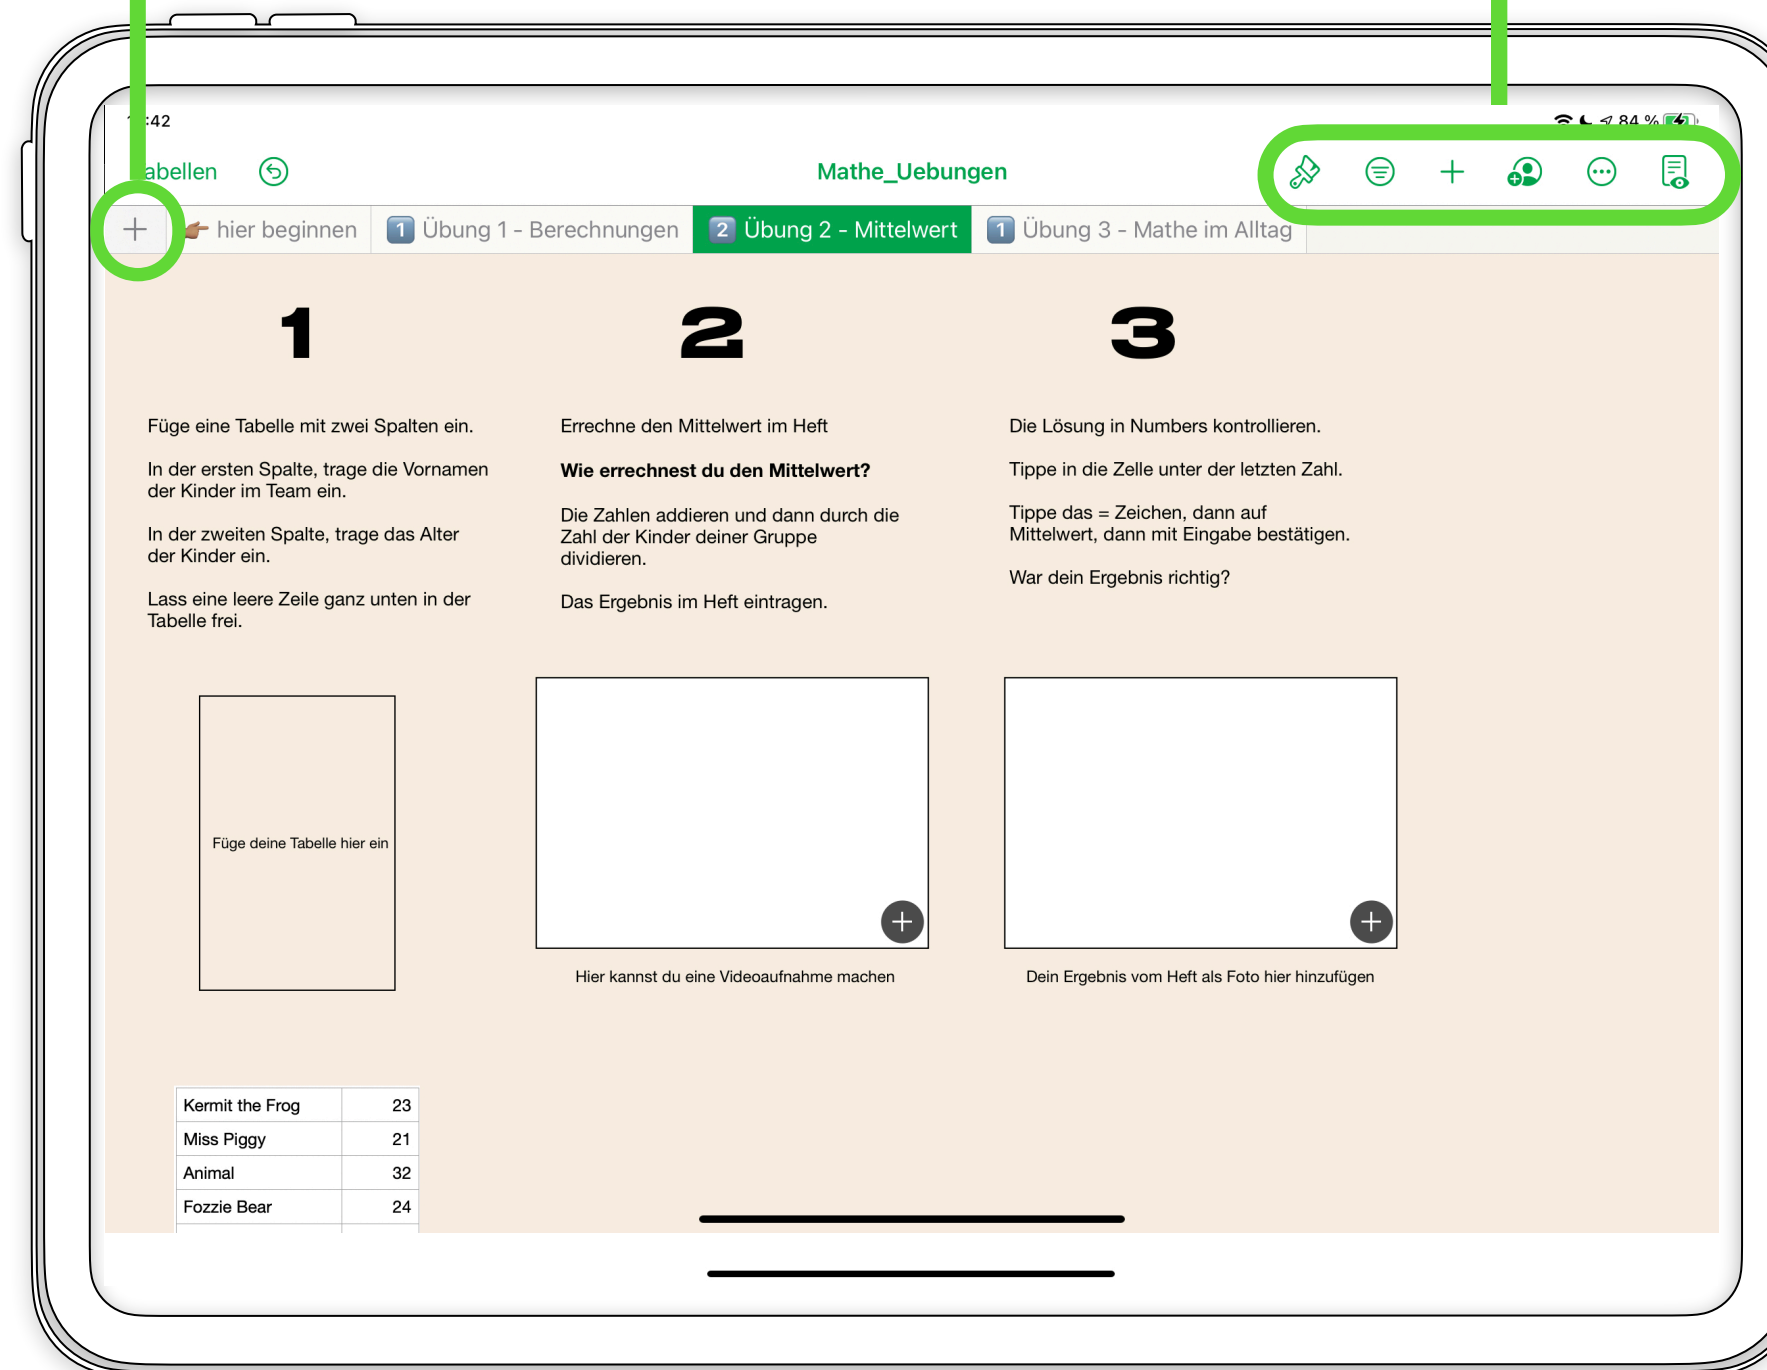 :42
84 %
abellen
Mathe_Uebungen
hier beginnen
1 Übung 1 - Berechnungen
2 Übung 2 - Mittelwert
1 Übung 3 - Mathe im Alltag
1
Füge eine Tabelle mit zwei Spalten ein.
In der ersten Spalte, trage die Vornamen
der Kinder im Team ein.
In der zweiten Spalte, trage das Alter
der Kinder ein.
Lass eine leere Zeile ganz unten in der
Tabelle frei.
Füge deine Tabelle hier ein
2
Errechne den Mittelwert im Heft
Wie errechnest du den Mittelwert?
Die Zahlen addieren und dann durch die
Zahl der Kinder deiner Gruppe
dividieren.
Das Ergebnis im Heft eintragen.
Hier kannst du eine Videoaufnahme machen
3
Die Lösung in Numbers kontrollieren.
Tippe in die Zelle unter der letzten Zahl.
Tippe das = Zeichen, dann auf
Mittelwert, dann mit Eingabe bestätigen.
War dein Ergebnis richtig?
Dein Ergebnis vom Heft als Foto hier hinzufügen
Kermit the Frog 23
Miss Piggy 21
Animal 32
Fozzie Bear 24